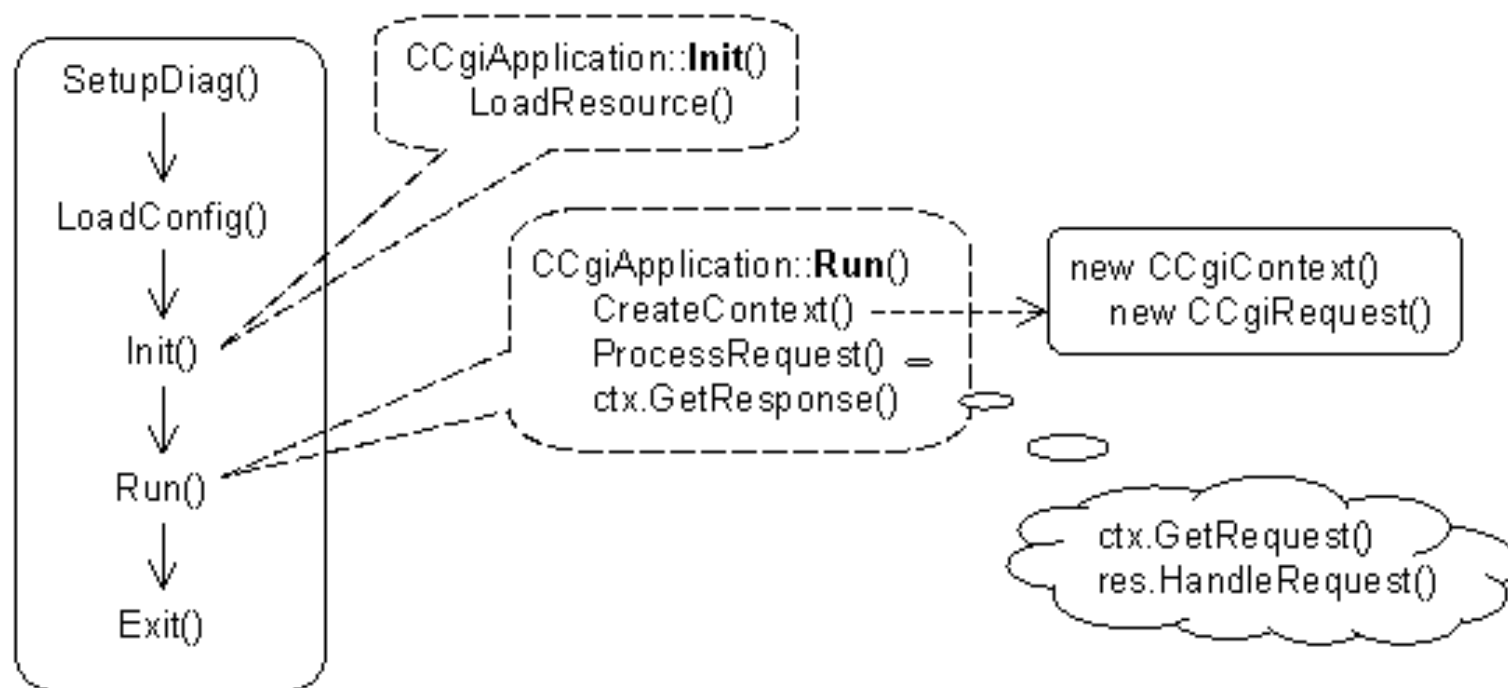 SetupDiag()
LoadConfig()
Init()
Run()
Exit()
CCgiApplication::Init()
LoadResource()
CCgiApplication::Run()
CreateContext()
ProcessRequest()
ctx.GetResponse()
new CCgiContext()
new CCgiRequest()
ctx.GetRequest()
res.HandleRequest()